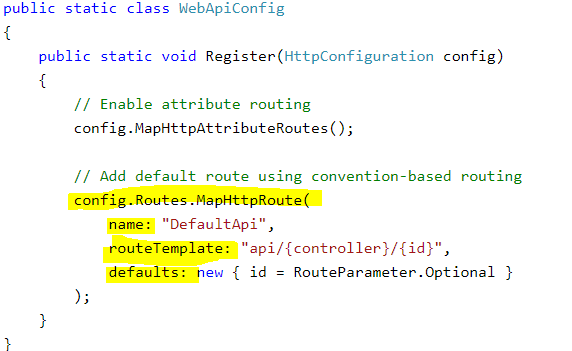 public static class WebApiConfig
{
public static void Register(HttpConfiguration config)
{
// Enable attribute routing
config.MapHttpAttributeRoutes();
// Add default route using convention-based routing
config.Routes.MapHttpRoute(
name: "DefaultApi",
routeTemplate: "api/{controller}/{id}",
defaults: new { id = RouteParameter.Optional }
);
}
}